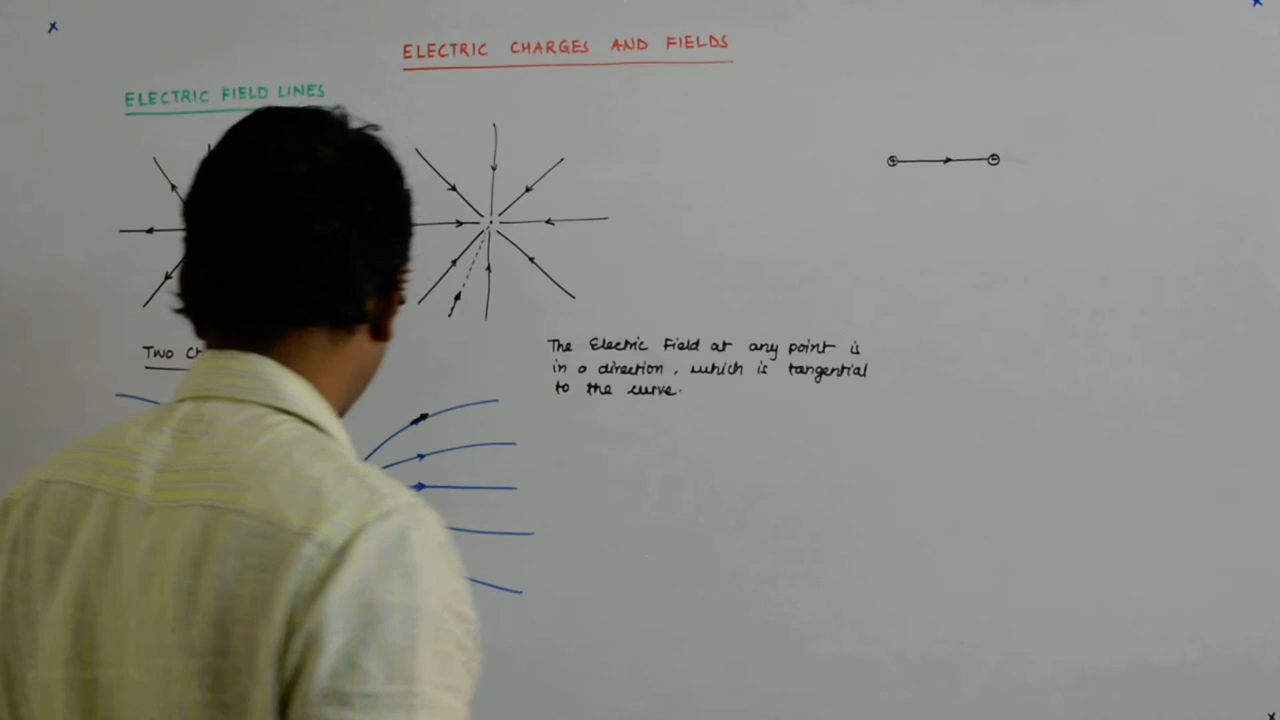 ELECTRIC CHARGES AND FIELDS
ELECTRIC FIELD LINES
Two
The Electric Field at any point is
in a direction, which is tangential
to the curve.